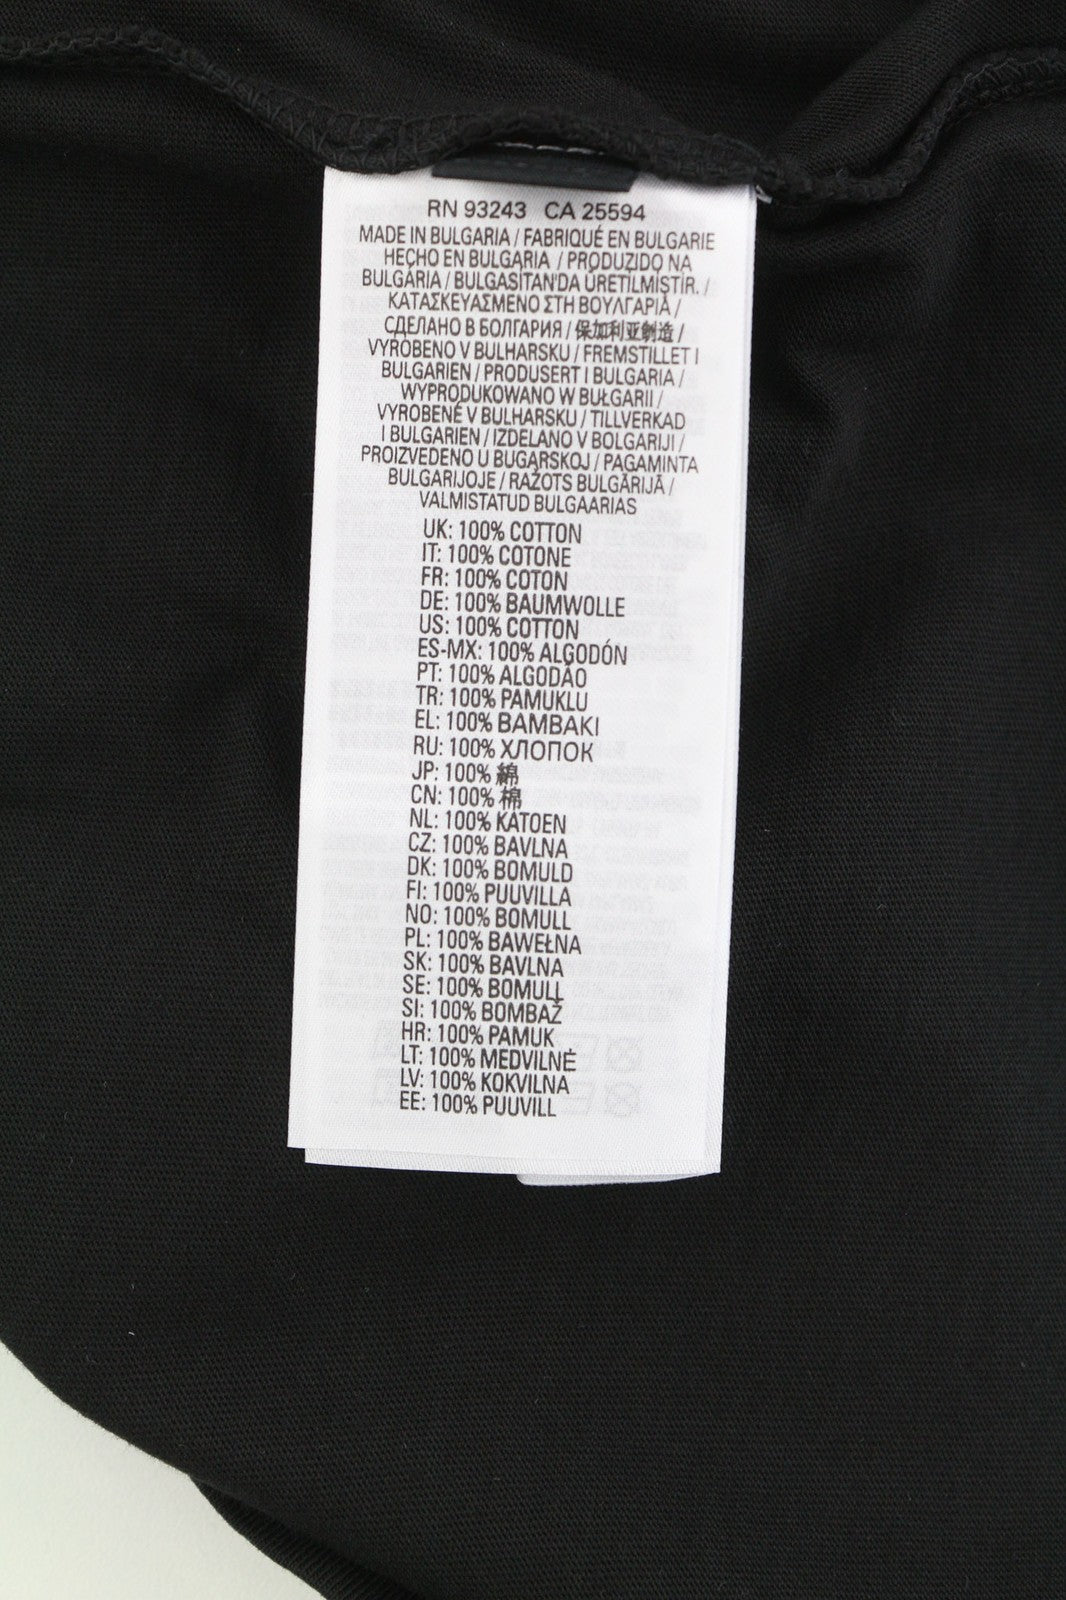 RN 93243 CA 25594
MADE IN BULGARIA / FABRIQUÉ EN BULGARIE
HECHO EN BULGARIA / PRODUZIDO NA
BULGÁRIA / BULGASİTAN'DA ÜRETİLMİŞTİR. /
ΚΑΤΑΣΚΕΥΑΣΜΕΝΟ ΣΤΗ ΒΟΥΛΓΑΡΙΑ /
СДЕЛАНО В БОЛГАРИЯ / 保加利亚制造 /
VYROBENO V BULHARSKU / FREMSTILLET I
BULGARIEN / PRODUSERT I BULGARIA /
WYPRODUKOWANO W BUŁGARII /
VYROBENÉ V BULHARSKU / TILLVERKAD
I BULGARIEN / IZDELANO V BOLGARIJI /
PROIZVEDENO U BUGARSKOJ / PAGAMINTA
BULGARIJOJE / RAŽOTS BULGĀRIJĀ /
VALMISTATUD BULGAARIAS
UK: 100% COTTON
IT: 100% COTONE
FR: 100% COTON
DE: 100% BAUMWOLLE
US: 100% COTTON
ES-MX: 100% ALGODÓN
PT: 100% ALGODÃO
TR: 100% PAMUKLU
EL: 100% ΒΑΜΒΑΚΙ
RU: 100% ХЛОПОК
JP: 100% 綿
CN: 100% 棉
NL: 100% KATOEN
CZ: 100% BAVLNA
DK: 100% BOMULD
FI: 100% PUUVILLA
NO: 100% BOMULL
PL: 100% BAWEŁNA
SK: 100% BAVLNA
SE: 100% BOMULL
SI: 100% BOMBAŽ
HR: 100% PAMUK
LT: 100% MEDVILNĖ
LV: 100% KOKVILNA
EE: 100% PUUVILL